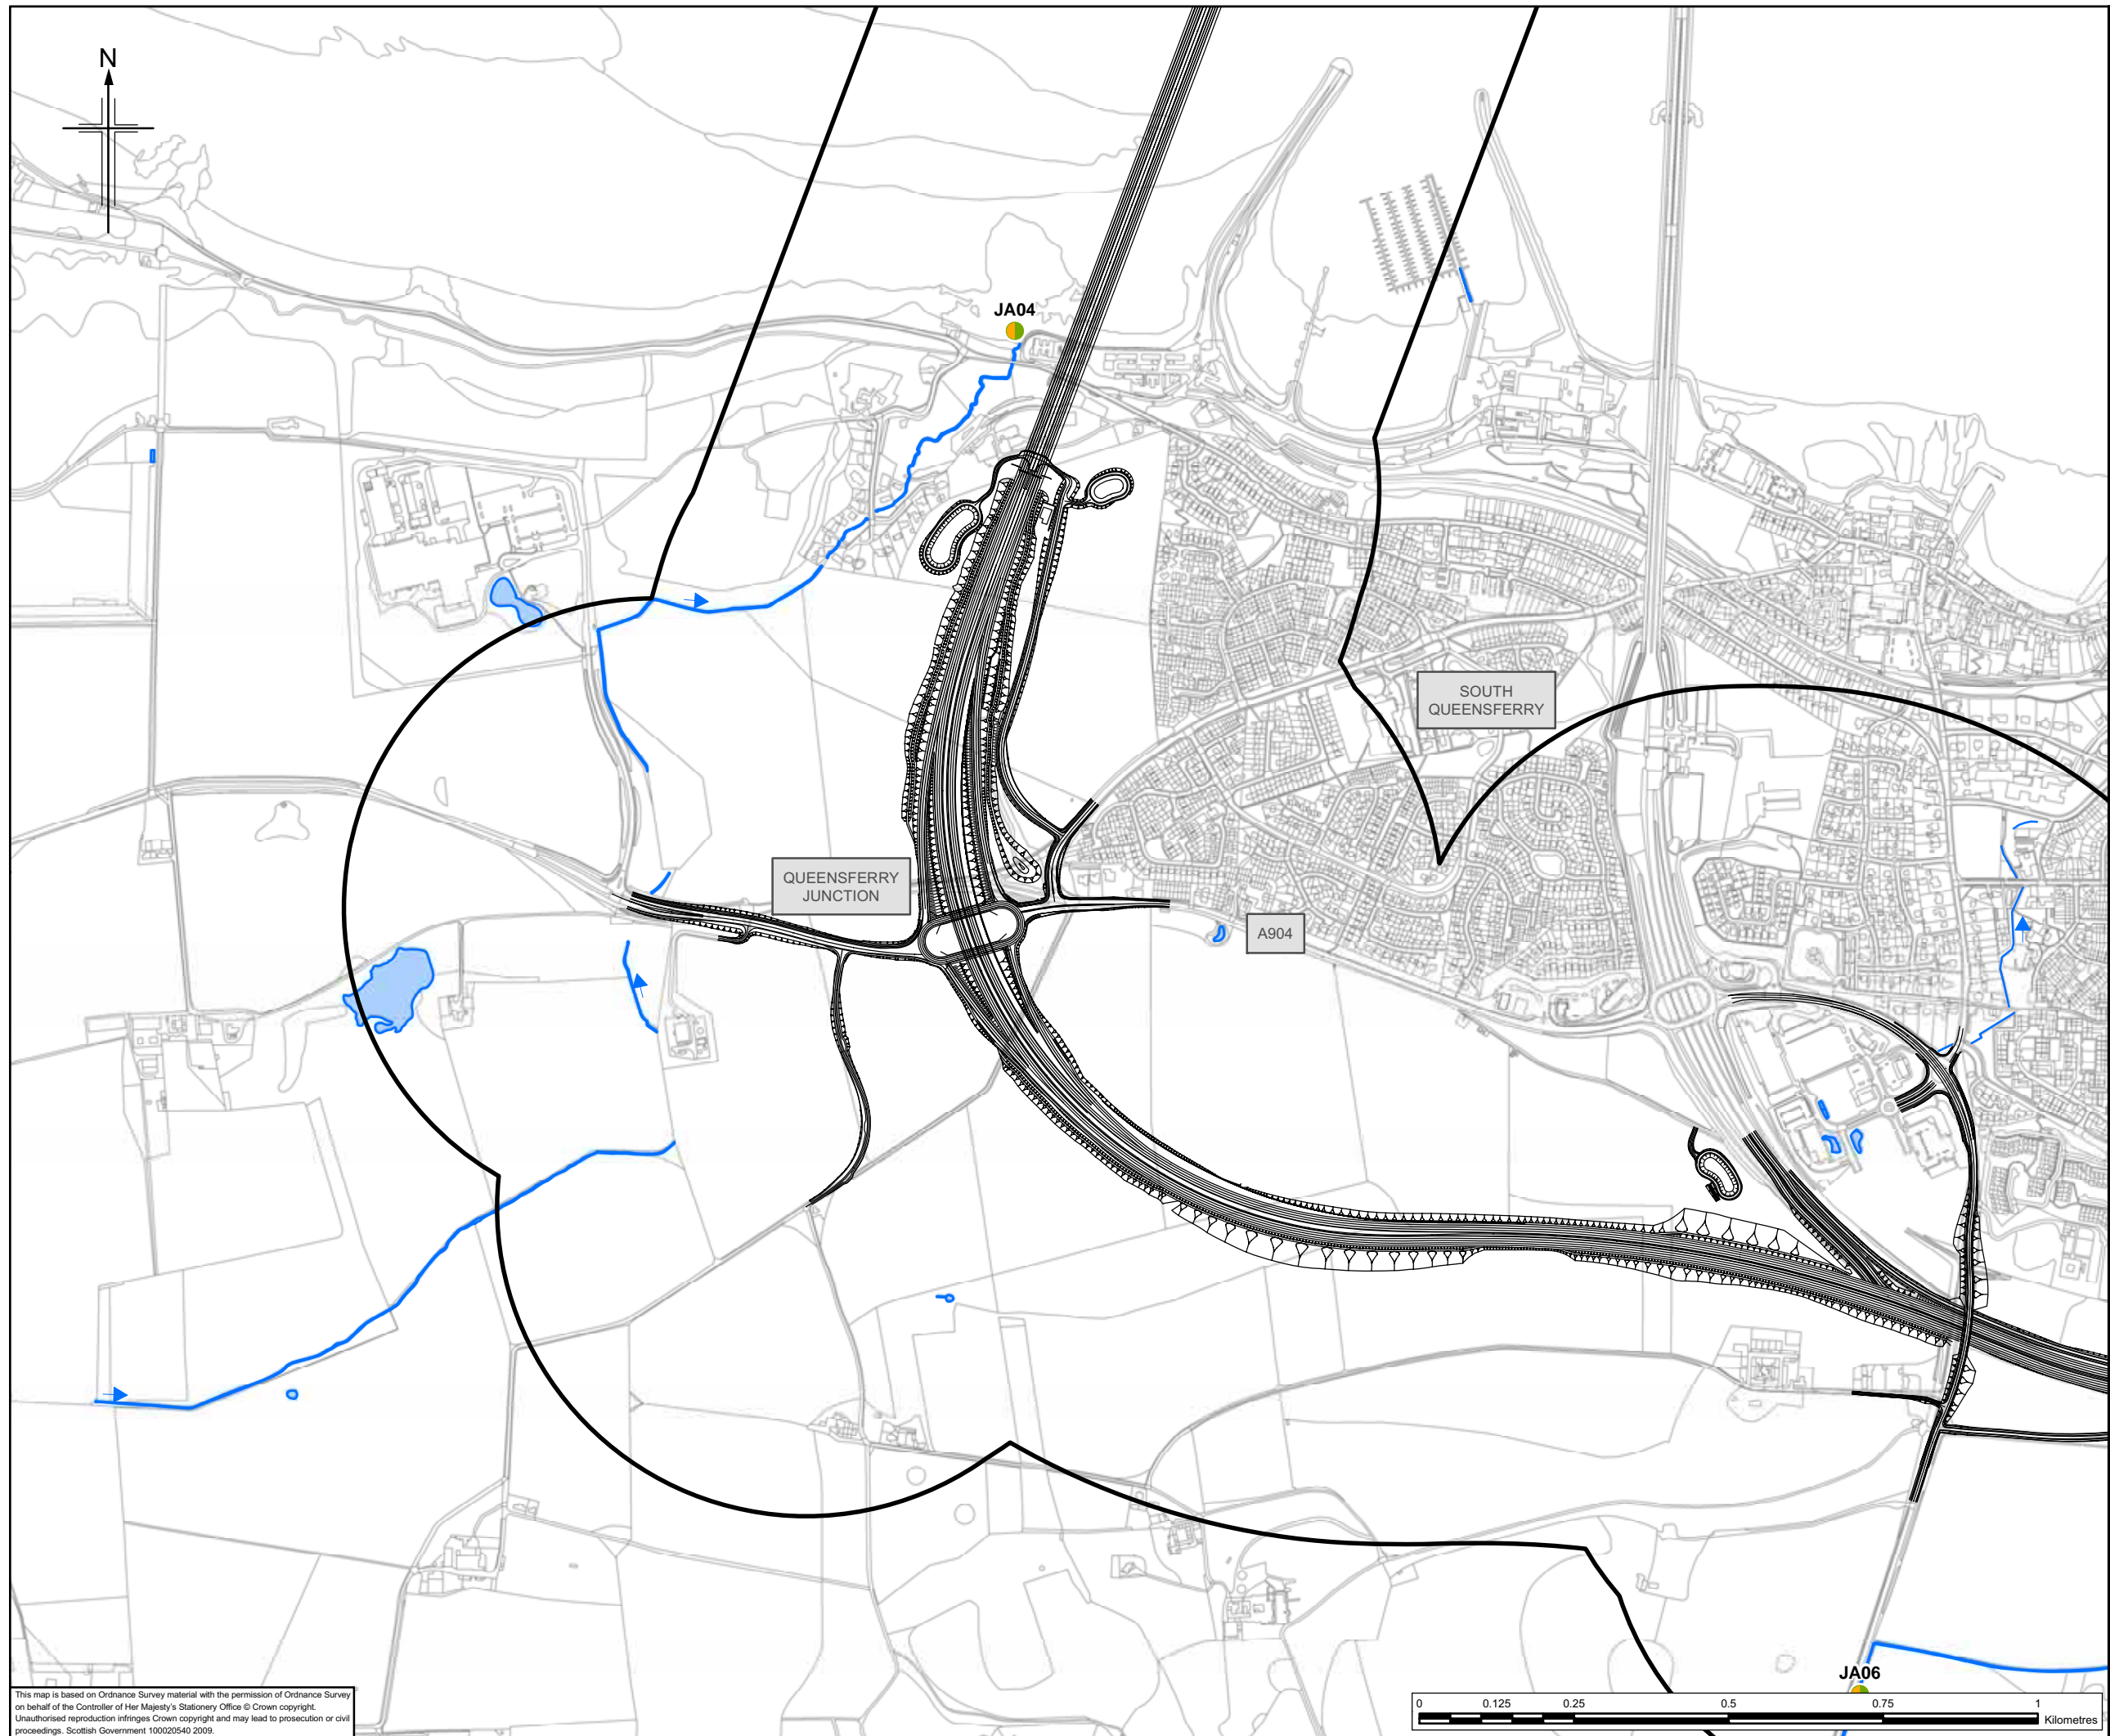 N
JA04
SOUTH
QUEENSFERRY
QUEENSFERRY
JUNCTION
A904
JA06
This map is based on Ordnance Survey material with the permission of Ordnance Survey
on behalf of the Controller of Her Majesty's Stationery Office © Crown copyright.
Unauthorised reproduction infringes Crown copyright and may lead to prosecution or civil
proceedings. Scottish Government 100020540 2009.
0 0.125 0.25 0.5 0.75 1
Kilometres